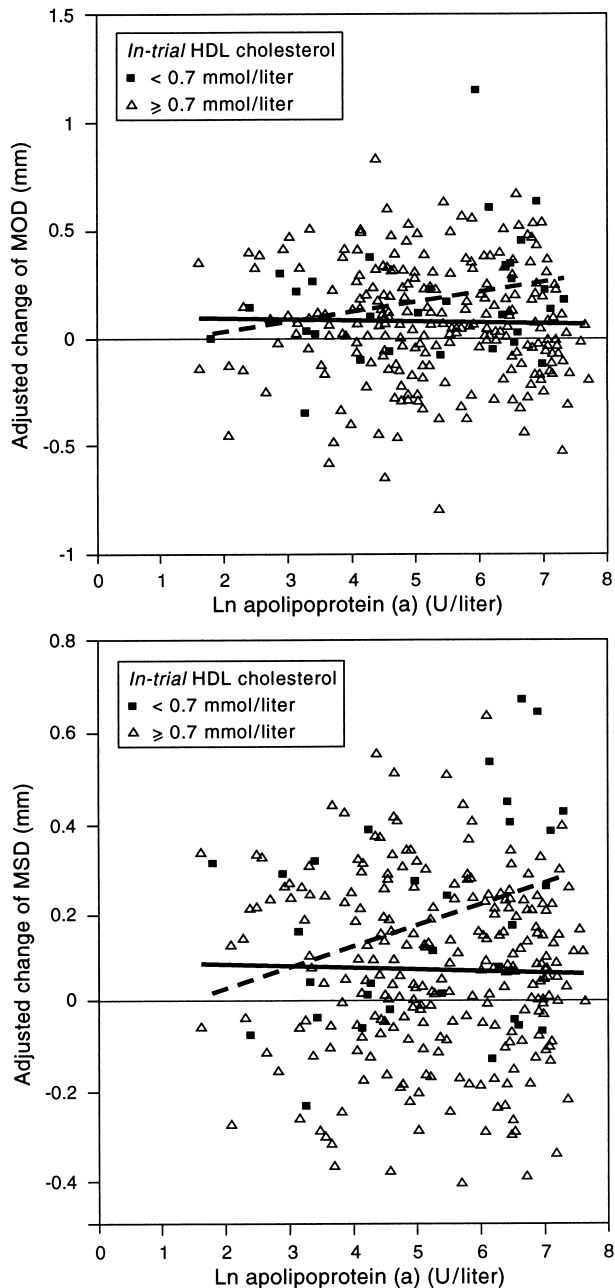 Adjusted change of MOD (mm)
1.5
1
0.5
0
-0.5
-1
In-trial HDL cholesterol
■ < 0.7 mmol/liter
△ ⩾ 0.7 mmol/liter
0 1 2 3 4 5 6 7 8
Ln apolipoprotein (a) (U/liter)
Adjusted change of MSD (mm)
0.8
0.6
0.4
0.2
0
-0.2
-0.4
In-trial HDL cholesterol
■ < 0.7 mmol/liter
△ ⩾ 0.7 mmol/liter
0 1 2 3 4 5 6 7 8
Ln apolipoprotein (a) (U/liter)